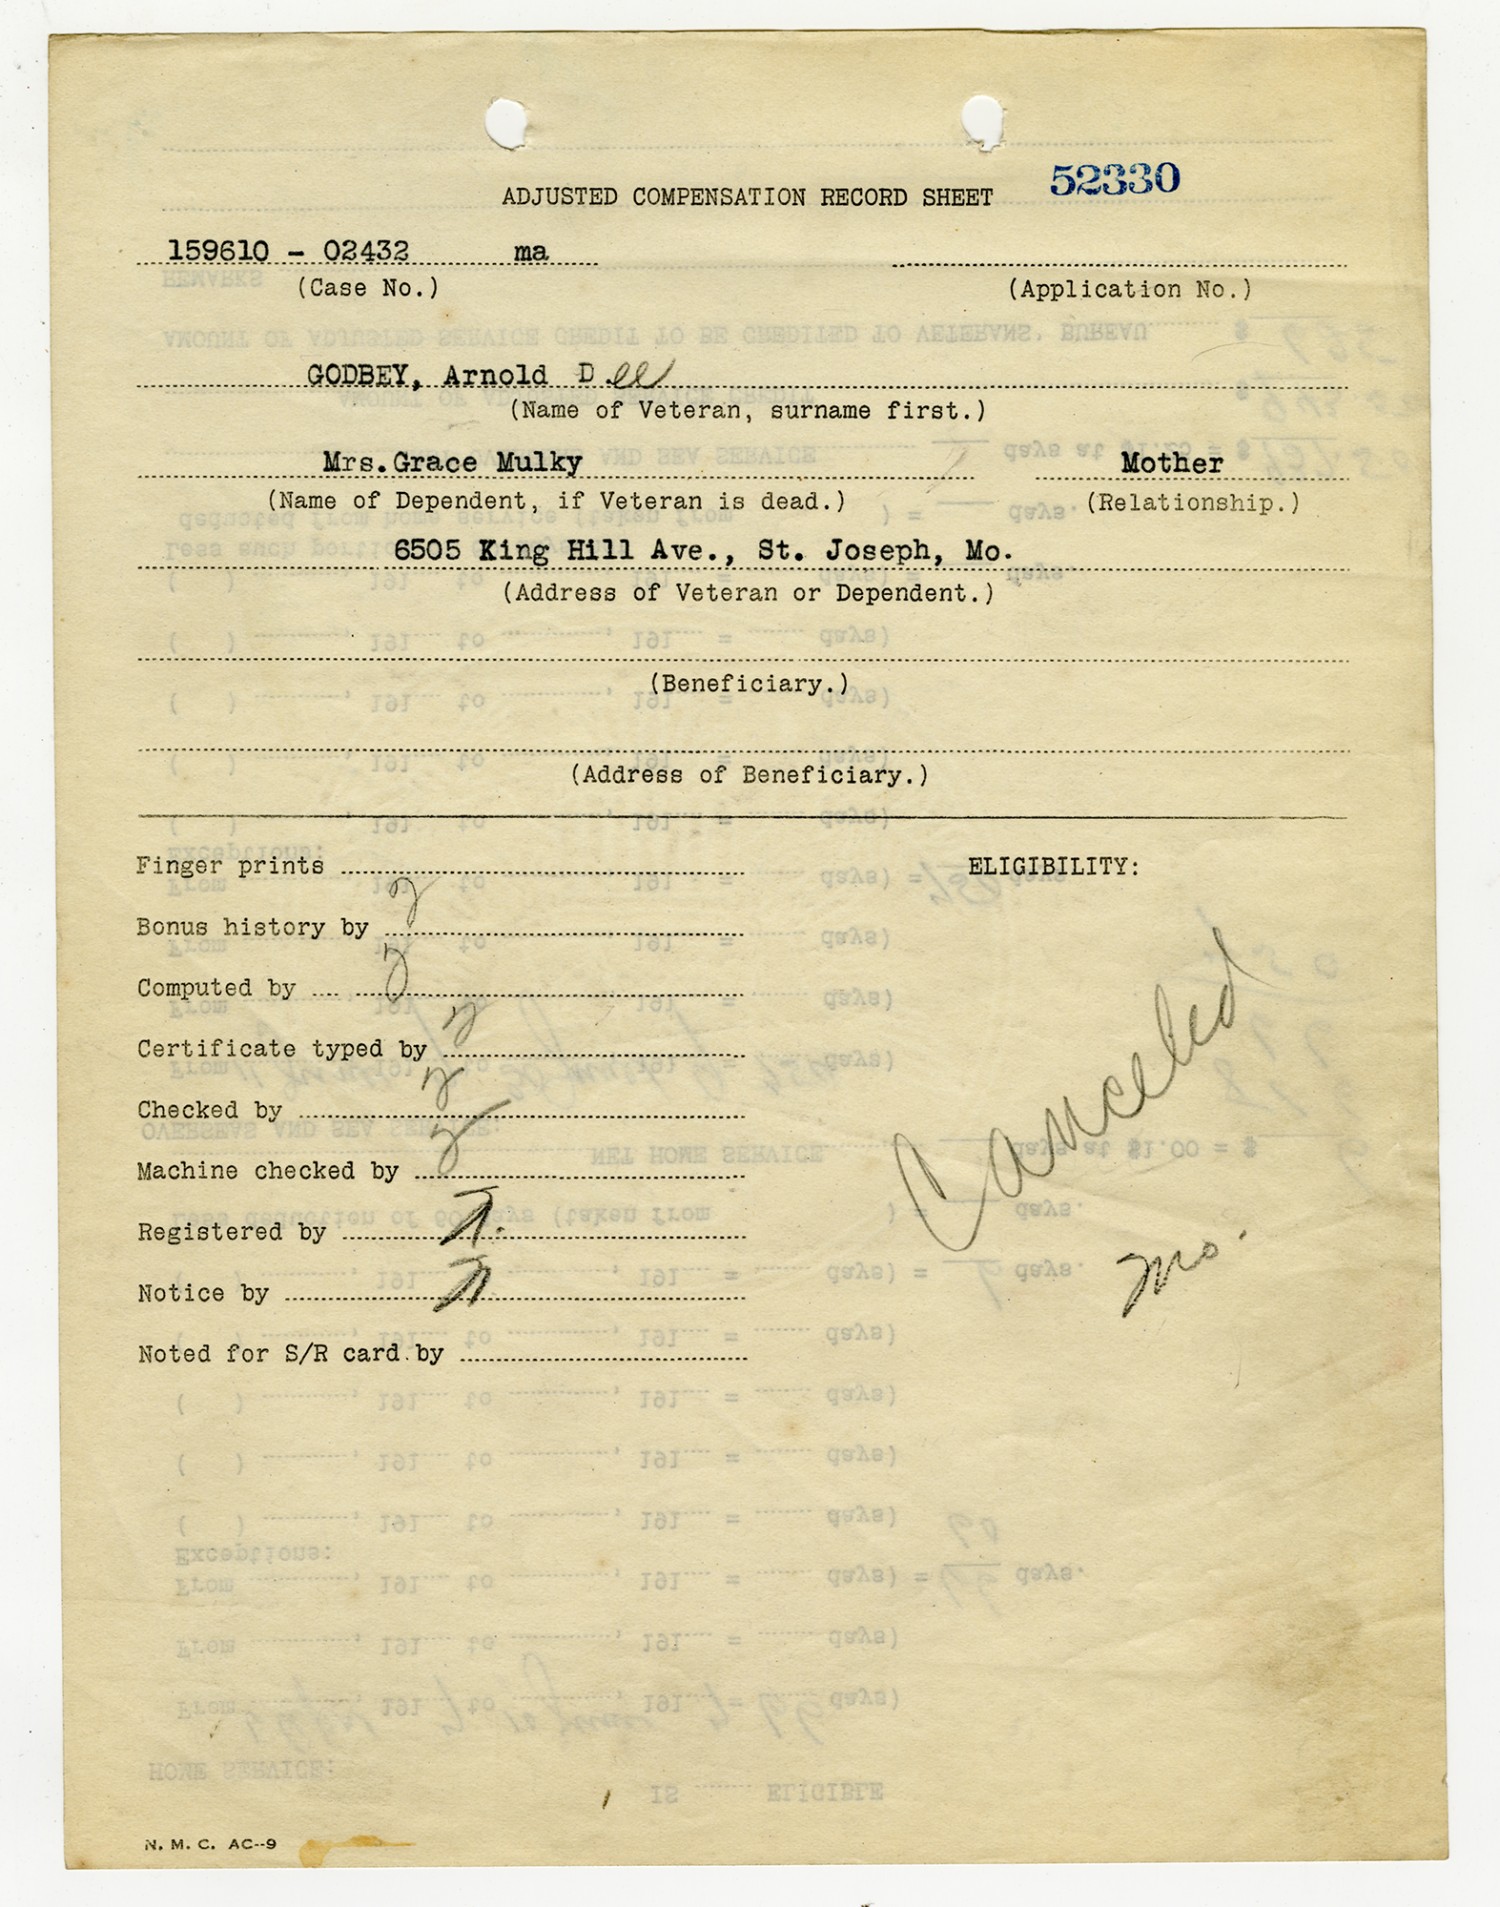 ADJUSTED COMPENSATION RECORD SHEET 52330
159610 - 02432 ma
(Case No.) (Application No.)
GODBEY, Arnold Dee
(Name of Veteran, surname first.)
Mrs. Grace Mulky Mother
(Name of Dependent, if Veteran is dead.) (Relationship.)
6505 King Hill Ave., St. Joseph, Mo.
(Address of Veteran or Dependent.)
(Beneficiary.)
(Address of Beneficiary.)
Finger prints ELIGIBILITY:
Bonus history by
Computed by
Certificate typed by
Checked by
Machine checked by
Registered by
Notice by
Noted for S/R card by
Canceled
Mo.
N. M. C. AC--9